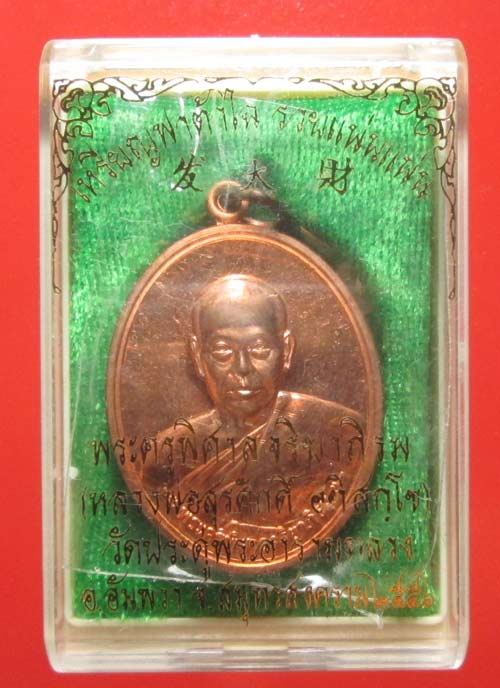 เหรียญฟาต้าไฉ รวยแพ่นแพ่น
发大財
พระครูพิศาลจริยาภิรม
(หลวงพ่อสุรศักดิ์ อติสกฺโข)
วัดประดู่พระอารามหลวง
อ.อัมพวา จ.สมุทรสงคราม